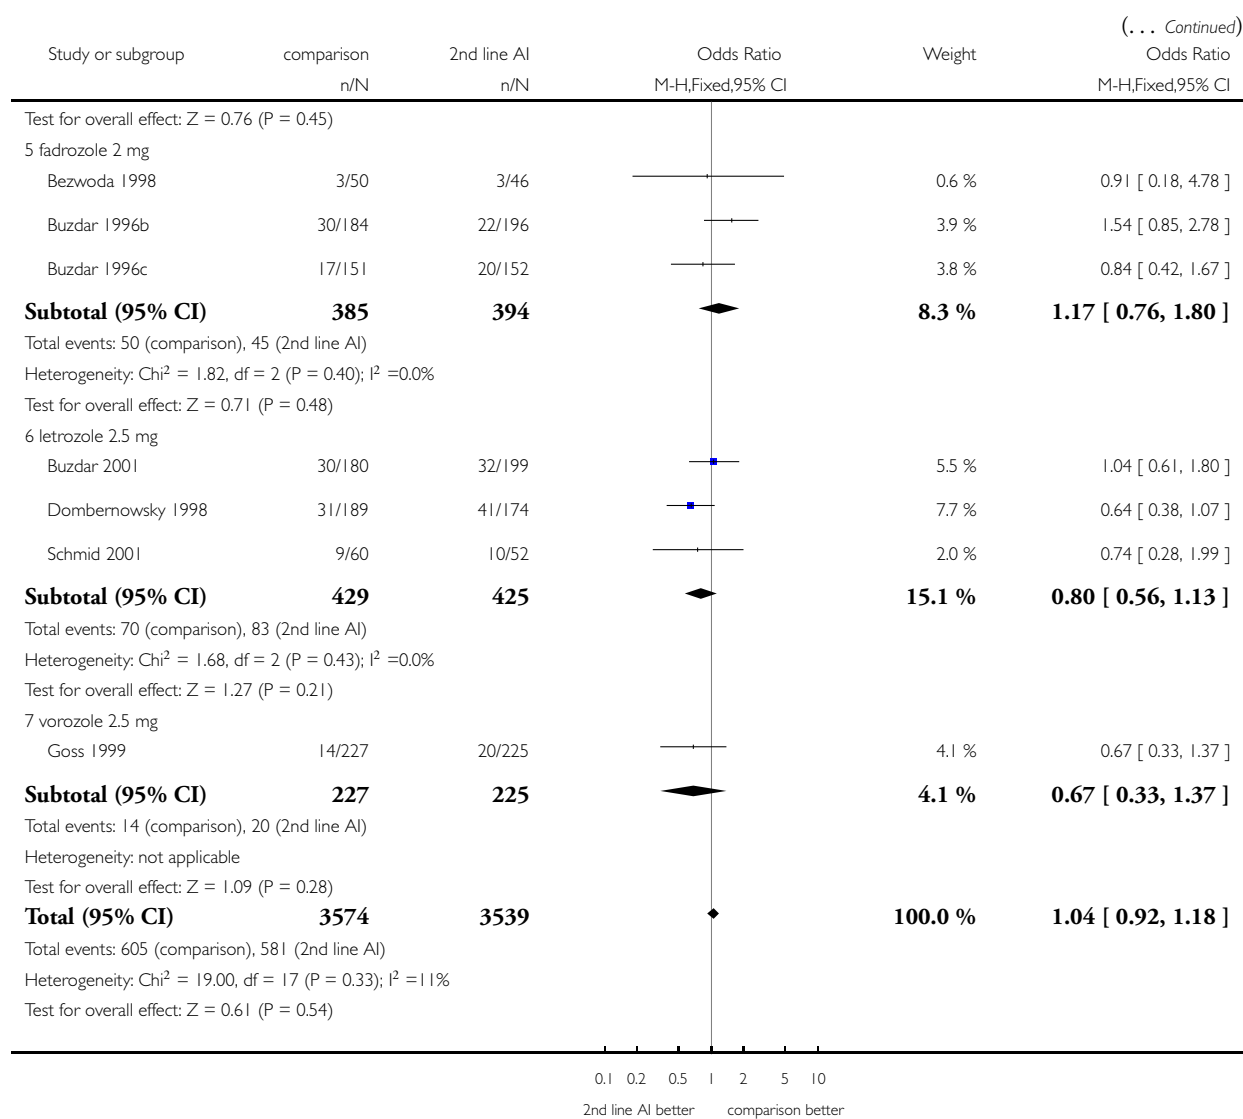 (... Continued)
Study or subgroup comparison 2nd line AI Odds Ratio Weight Odds Ratio
n/N n/N M-H,Fixed,95% CI M-H,Fixed,95% CI
Test for overall effect: Z = 0.76 (P = 0.45)
5 fadrozole 2 mg
Bezwoda 1998 3/50 3/46 0.6 % 0.91 [ 0.18, 4.78 ]
Buzdar 1996b 30/184 22/196 3.9 % 1.54 [ 0.85, 2.78 ]
Buzdar 1996c 17/151 20/152 3.8 % 0.84 [ 0.42, 1.67 ]
Subtotal (95% CI) 385 394 8.3 % 1.17 [ 0.76, 1.80 ]
Total events: 50 (comparison), 45 (2nd line AI)
Heterogeneity: Chi² = 1.82, df = 2 (P = 0.40); I² =0.0%
Test for overall effect: Z = 0.71 (P = 0.48)
6 letrozole 2.5 mg
Buzdar 2001 30/180 32/199 5.5 % 1.04 [ 0.61, 1.80 ]
Dombernowsky 1998 31/189 41/174 7.7 % 0.64 [ 0.38, 1.07 ]
Schmid 2001 9/60 10/52 2.0 % 0.74 [ 0.28, 1.99 ]
Subtotal (95% CI) 429 425 15.1 % 0.80 [ 0.56, 1.13 ]
Total events: 70 (comparison), 83 (2nd line AI)
Heterogeneity: Chi² = 1.68, df = 2 (P = 0.43); I² =0.0%
Test for overall effect: Z = 1.27 (P = 0.21)
7 vorozole 2.5 mg
Goss 1999 14/227 20/225 4.1 % 0.67 [ 0.33, 1.37 ]
Subtotal (95% CI) 227 225 4.1 % 0.67 [ 0.33, 1.37 ]
Total events: 14 (comparison), 20 (2nd line AI)
Heterogeneity: not applicable
Test for overall effect: Z = 1.09 (P = 0.28)
Total (95% CI) 3574 3539 100.0 % 1.04 [ 0.92, 1.18 ]
Total events: 605 (comparison), 581 (2nd line AI)
Heterogeneity: Chi² = 19.00, df = 17 (P = 0.33); I² =11%
Test for overall effect: Z = 0.61 (P = 0.54)
0.1 0.2 0.5 1 2 5 10
2nd line AI better comparison better